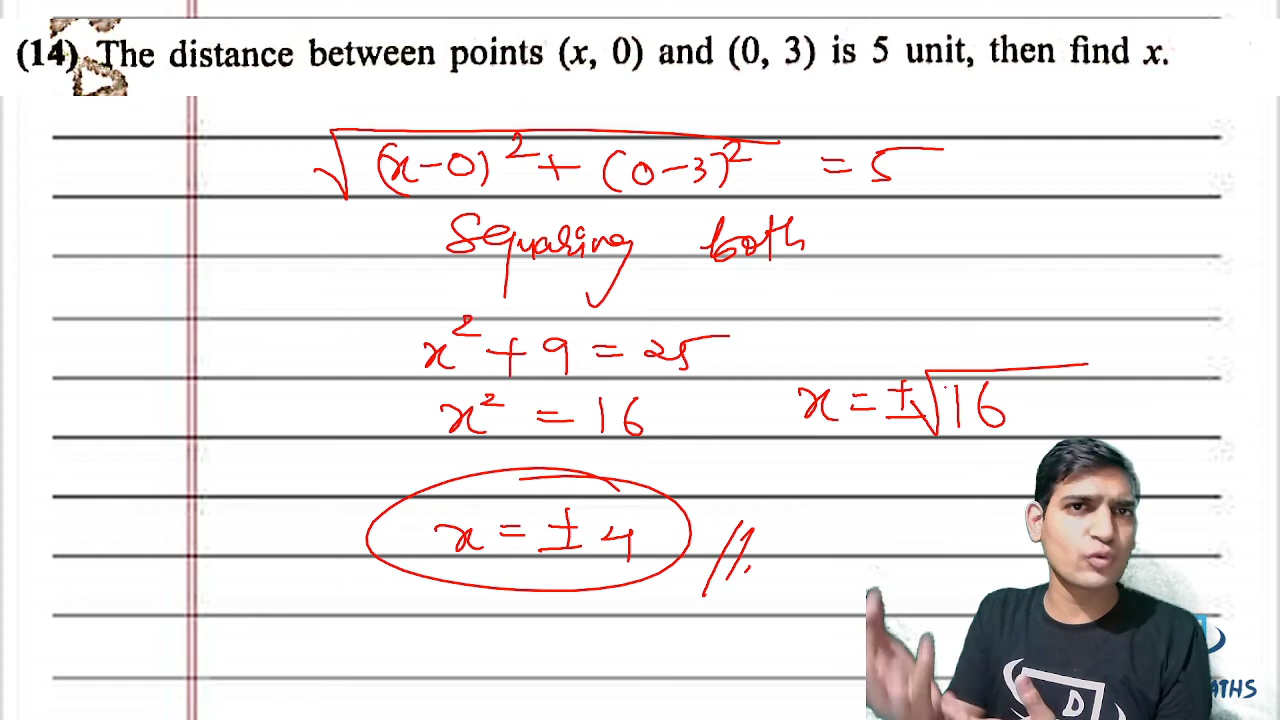 (14) The distance between points (x, 0) and (0, 3) is 5 unit, then find x.
√(x-0)² + (0-3)² = 5
Squaring both
x² + 9 = 25
x² = 16
x = ±√16
x = ± 4
D